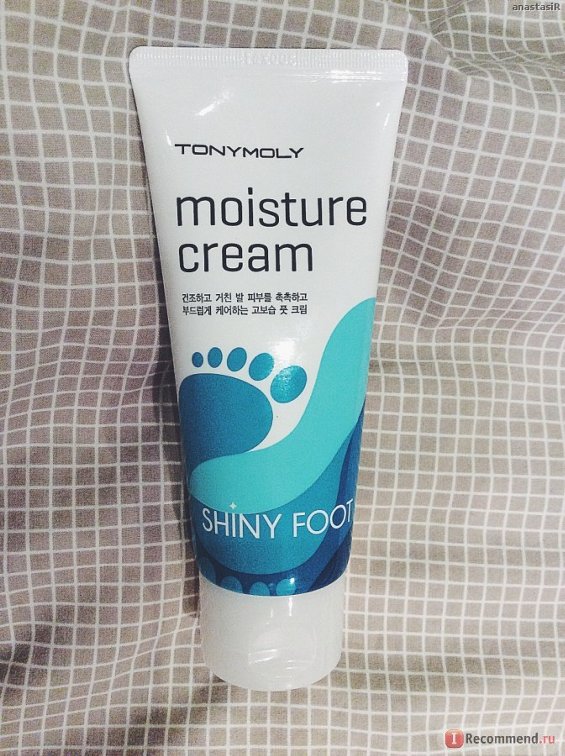 anastasiR
TONYMOLY
moisture
cream
건조하고 거친 발 피부를 촉촉하고
부드럽게 케어하는 고보습 풋 크림
SHINY FOOT
IRecommend.ru